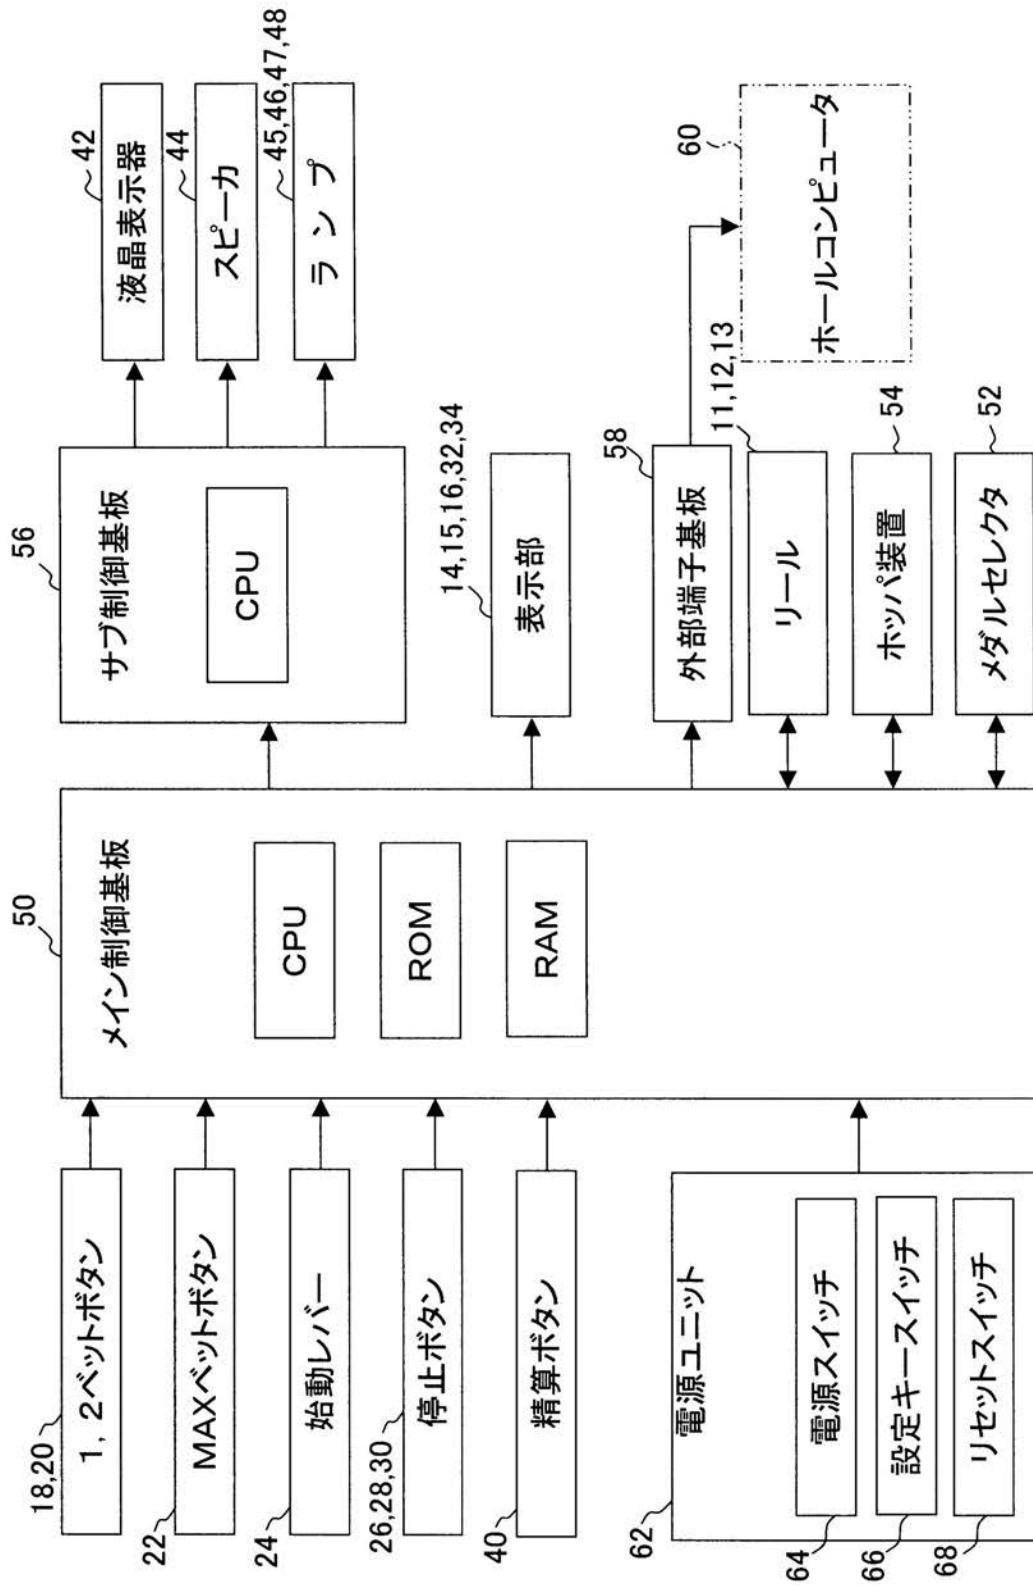 18,20
1, 2ベットボタン
22
MAXベットボタン
24
始動レバー
26,28,30
停止ボタン
40
精算ボタン
62
電源ユニット
64
電源スイッチ
66
設定キースイッチ
68
リセットスイッチ
50
メイン制御基板
CPU
ROM
RAM
56
サブ制御基板
CPU
42
液晶表示器
44
スピーカ
45,46,47,48
ランプ
14,15,16,32,34
表示部
58
外部端子基板
60
ホールコンピュータ
11,12,13
リール
54
ホッパ装置
52
メダルセレクタ